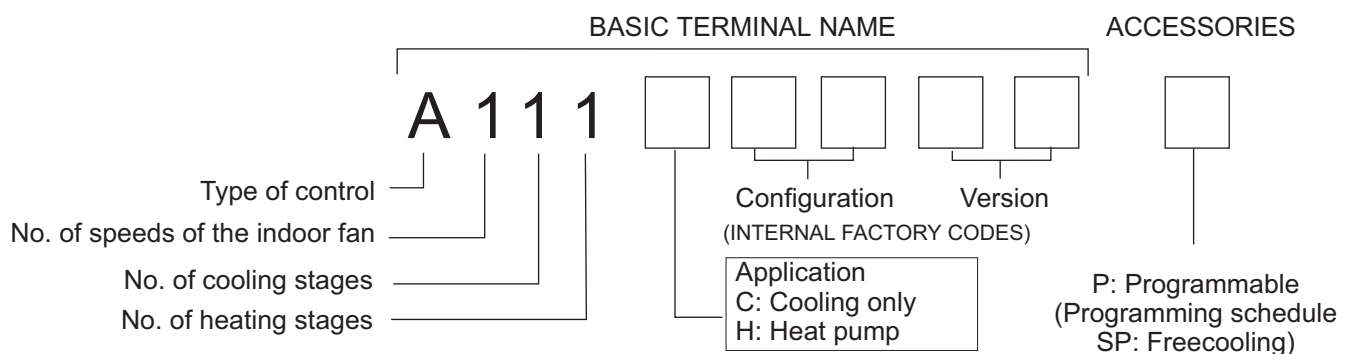 BASIC TERMINAL NAME
ACCESSORIES
A 1 1 1
Type of control
No. of speeds of the indoor fan
No. of cooling stages
No. of heating stages
Configuration
Version
(INTERNAL FACTORY CODES)
Application
C: Cooling only
H: Heat pump
P: Programmable
(Programming schedule
SP: Freecooling)